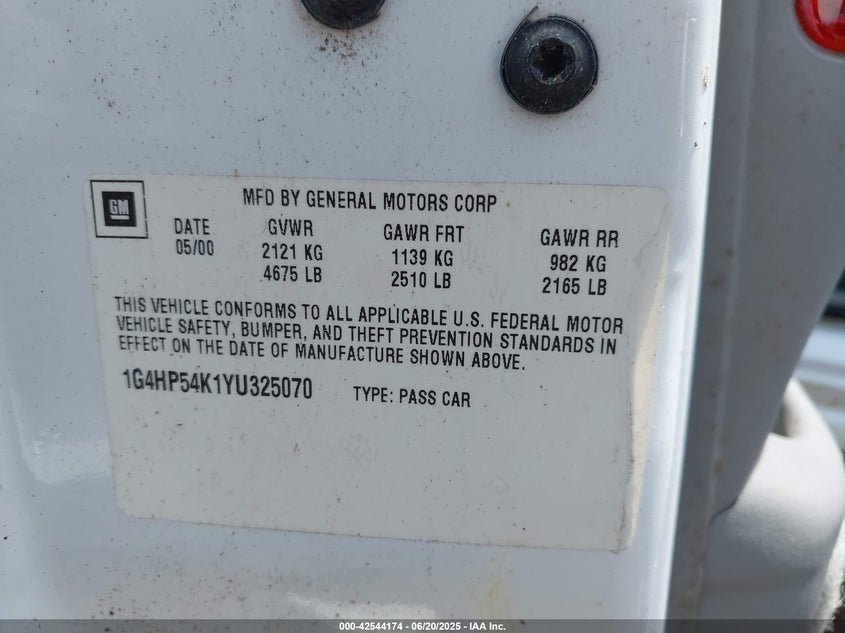 GM
MFD BY GENERAL MOTORS CORP
DATE GVWR GAWR FRT GAWR RR
05/00 2121 KG 1139 KG 982 KG
4675 LB 2510 LB 2165 LB
THIS VEHICLE CONFORMS TO ALL APPLICABLE U.S. FEDERAL MOTOR
VEHICLE SAFETY, BUMPER, AND THEFT PREVENTION STANDARDS IN
EFFECT ON THE DATE OF MANUFACTURE SHOWN ABOVE.
1G4HP54K1YU325070 TYPE: PASS CAR
000-42544174 - 06/20/2025 - IAA Inc.